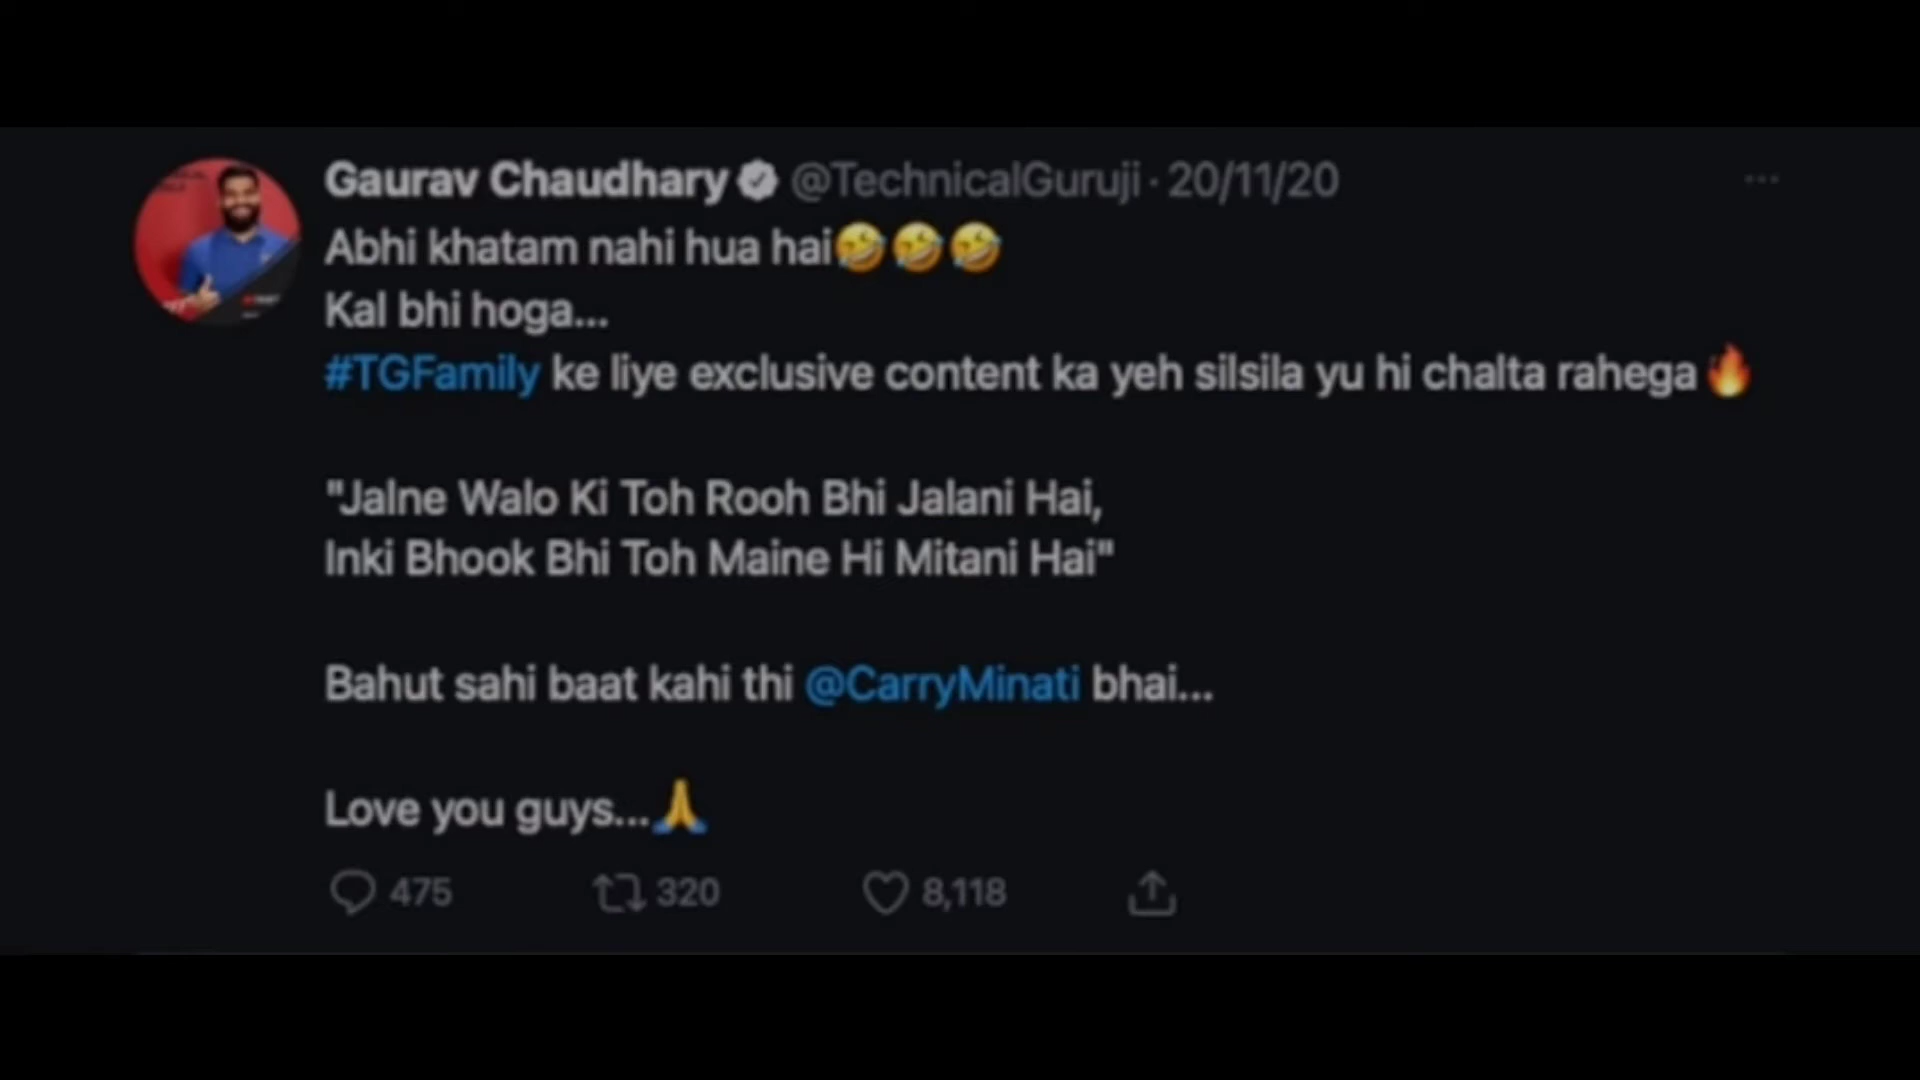 Gaurav Chaudhary @TechnicalGuruji · 20/11/20
Abhi khatam nahi hua hai🤣🤣🤣
Kal bhi hoga...
#TGFamily ke liye exclusive content ka yeh silsila yu hi chalta rahega🔥
"Jalne Walo Ki Toh Rooh Bhi Jalani Hai,
Inki Bhook Bhi Toh Maine Hi Mitani Hai"
Bahut sahi baat kahi thi @CarryMinati bhai...
Love you guys...🙏
475 320 8,118